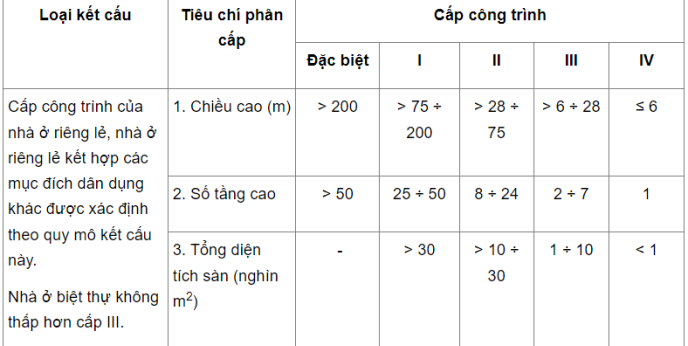 Loại kết cấu
Tiêu chí phân
cấp
Cấp công trình
Đặc biệt
I
II
III
IV
Cấp công trình của
nhà ở riêng lẻ, nhà ở
riêng lẻ kết hợp các
mục đích dân dụng
khác được xác định
theo quy mô kết cấu
này.
Nhà ở biệt thự không
thấp hơn cấp III.
1. Chiều cao (m)
> 200
> 75 ÷
200
> 28 ÷
75
> 6 ÷ 28
≤ 6
2. Số tầng cao
> 50
25 ÷ 50
8 ÷ 24
2 ÷ 7
1
3. Tổng diện
tích sàn (nghìn
m²)
-
> 30
> 10 ÷
30
1 ÷ 10
< 1